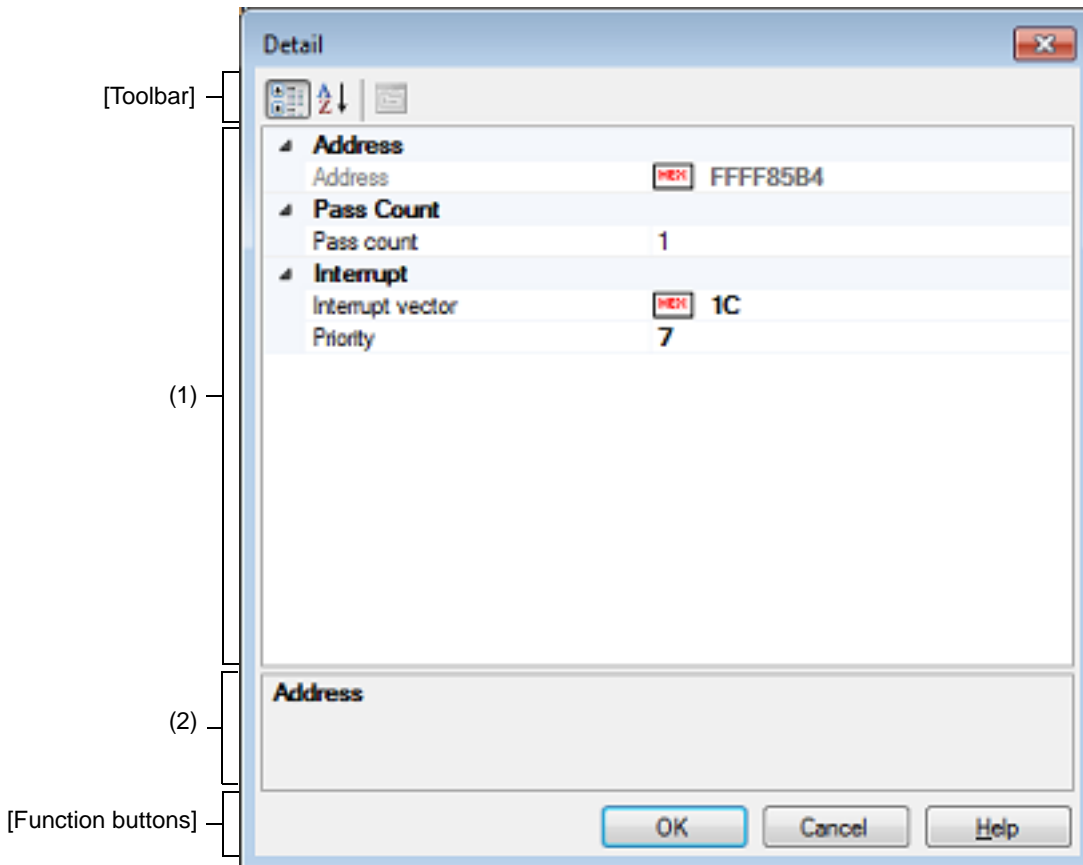 Detail
[Toolbar]
Address
Address HEX FFFF85B4
Pass Count
Pass count 1
Interrupt
Interrupt vector HEX 1C
Priority 7
(1)
Address
(2)
[Function buttons]
OK Cancel Help